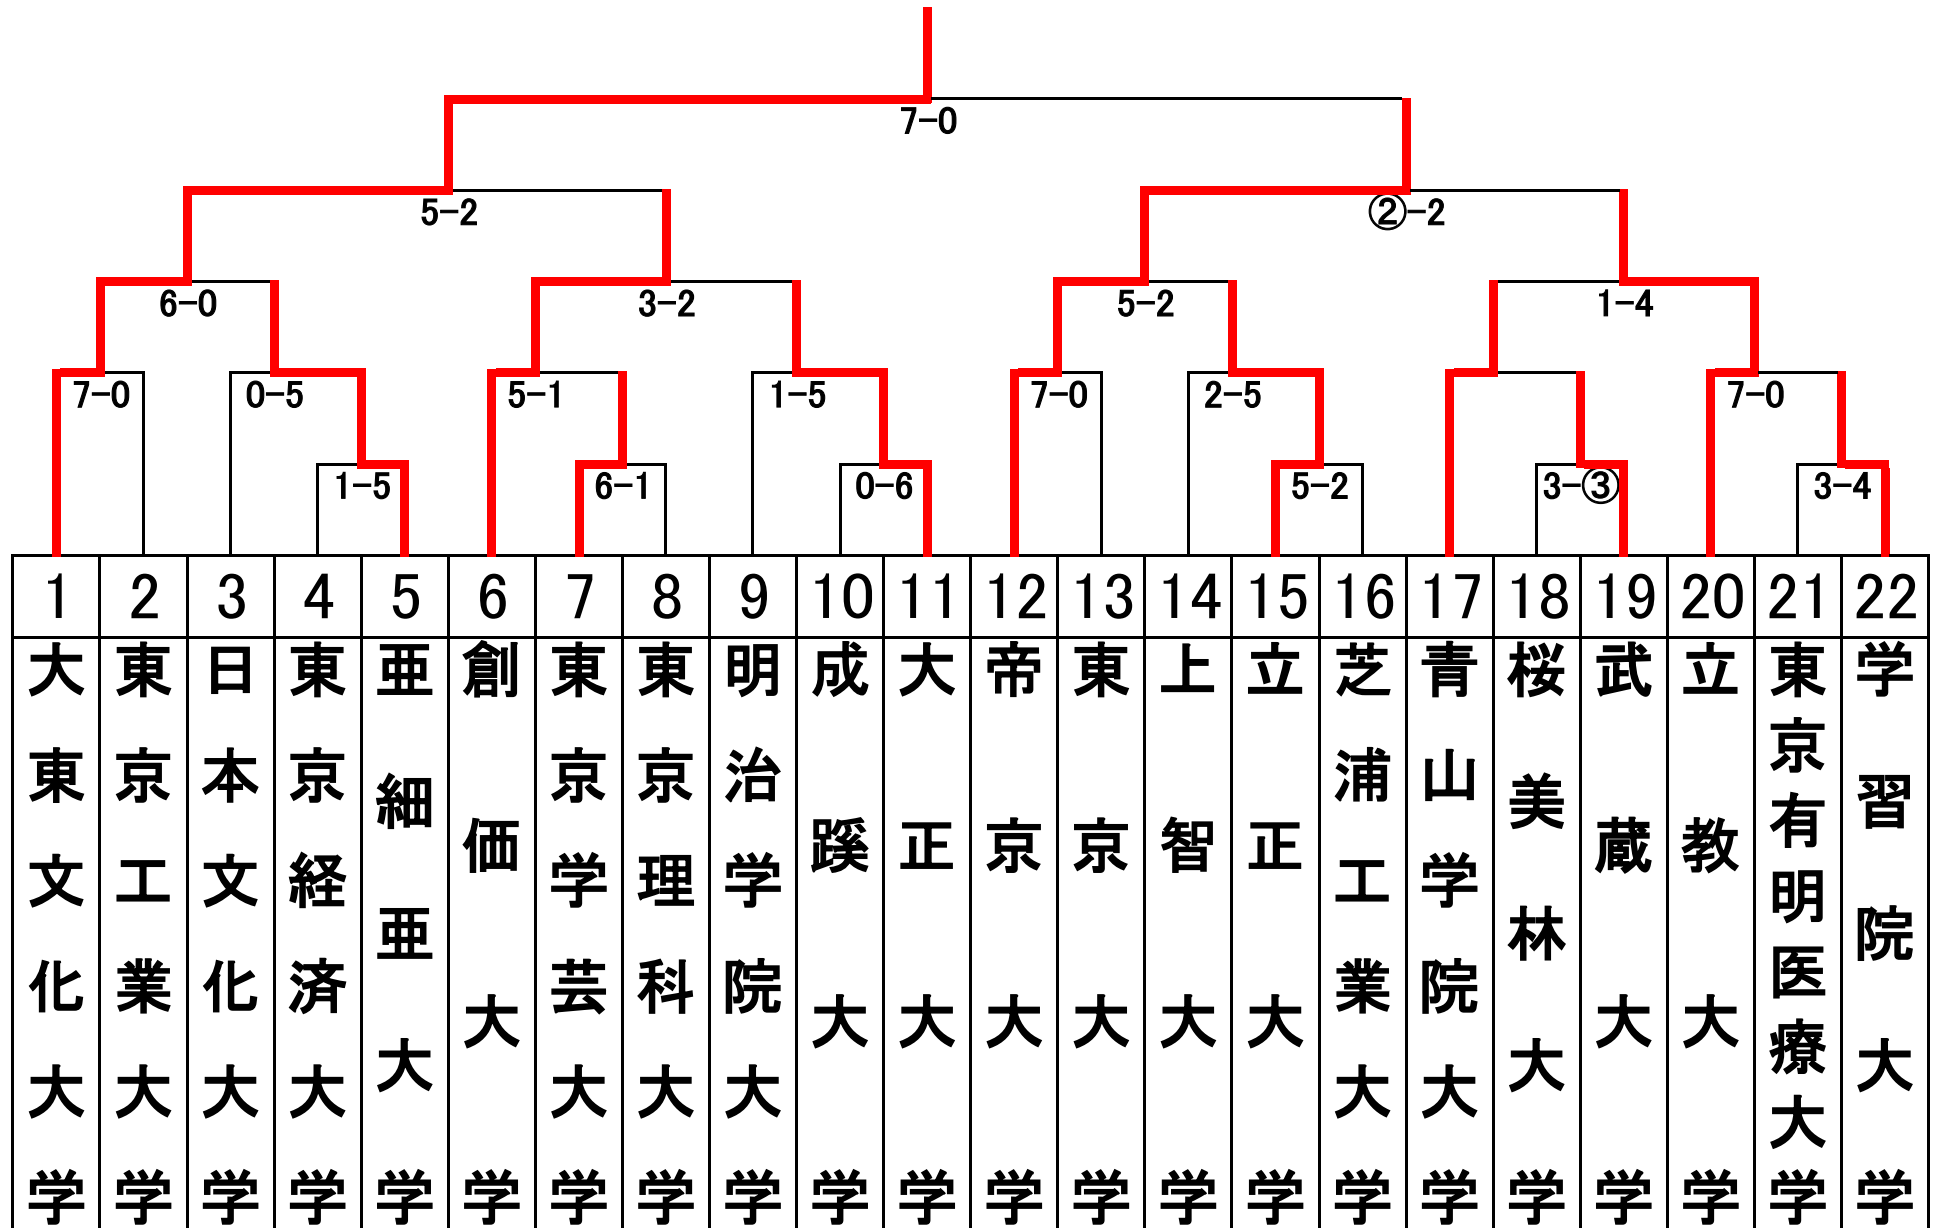 7-0
5-2
②-2
6-0
3-2
5-2
1-4
7-0
0-5
5-1
1-5
7-0
2-5
7-0
1-5
6-1
0-6
5-2
3-③
3-4
1 2 3 4 5 6 7 8 9 10 11 12 13 14 15 16 17 18 19 20 21 22
大東文化大学
東京工業大学
日本文化大学
東京経済大学
亜細亜大学
創価大学
東京学芸大学
東京理科大学
明治学院大学
成蹊大学
大正大学
帝京大学
東京大学
上智大学
立正大学
芝浦工業大学
青山学院大学
桜美林大学
武蔵大学
立教大学
東京有明医療大学
学習院大学